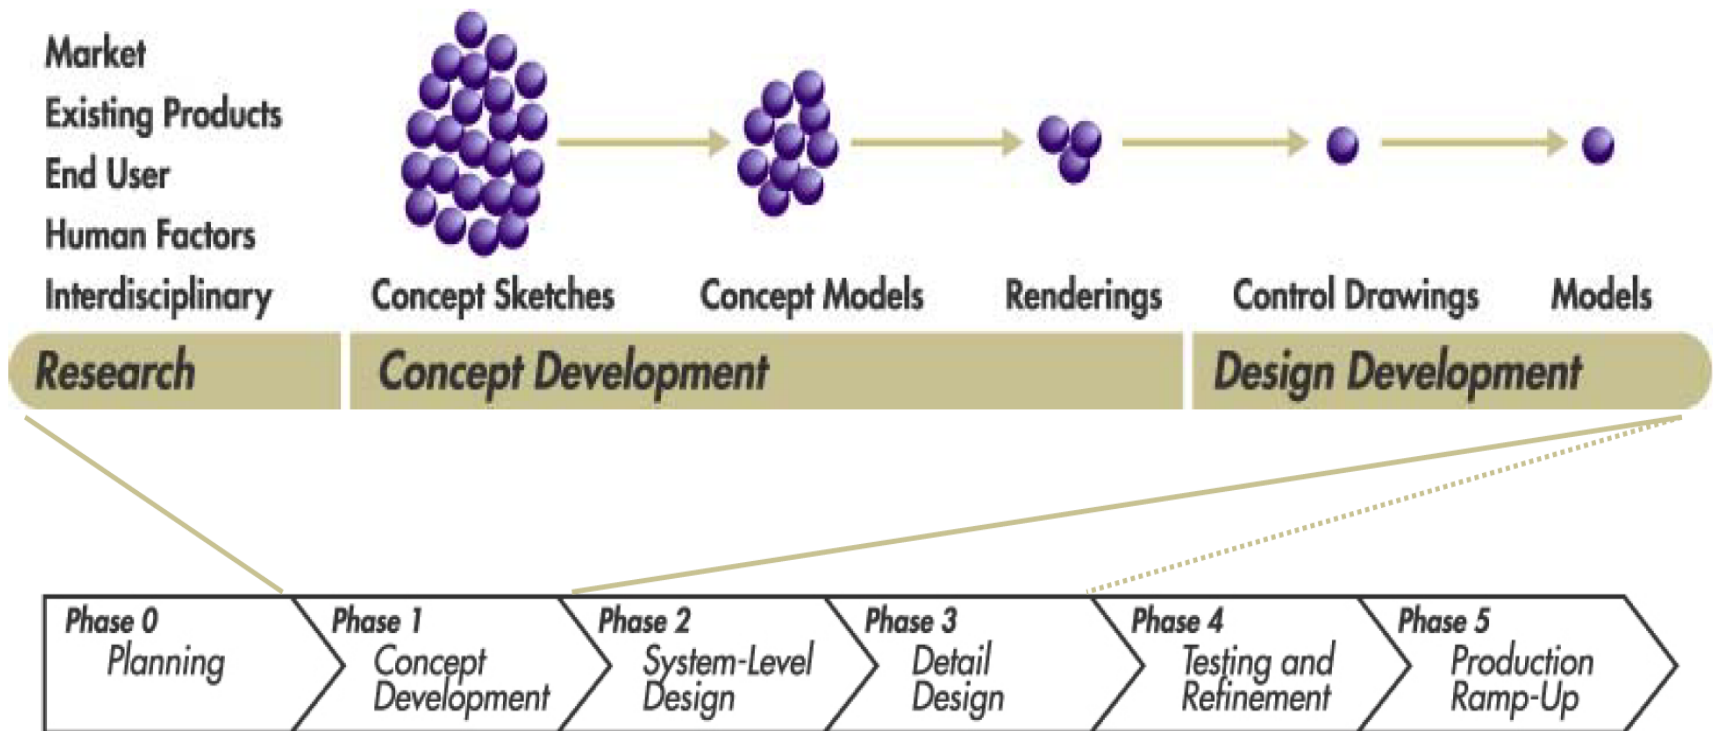 Market
Existing Products
End User
Human Factors
Interdisciplinary
Concept Sketches
Concept Models
Renderings
Control Drawings
Models
Research
Concept Development
Design Development
Phase 0
Planning
Phase 1
Concept
Development
Phase 2
System-Level
Design
Phase 3
Detail
Design
Phase 4
Testing and
Refinement
Phase 5
Production
Ramp-Up